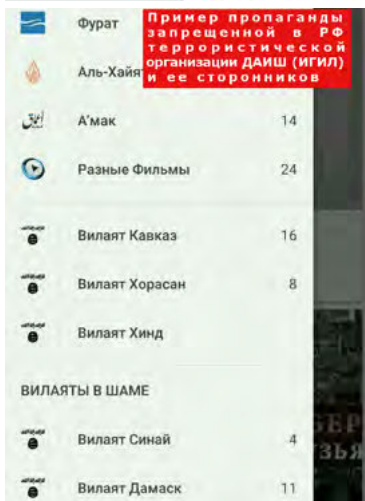 Фурат
Пример пропаганды
запрещенной в РФ
террористической
организации ДАИШ (ИГИЛ)
и ее сторонников
Аль-Хайя
А'мак 14
Разные Фильмы 24
Вилаят Кавказ 16
Вилаят Хорасан 8
Вилаят Хинд
ВИЛАЯТЫ В ШАМЕ
Вилаят Синай 4
Вилаят Дамаск 11